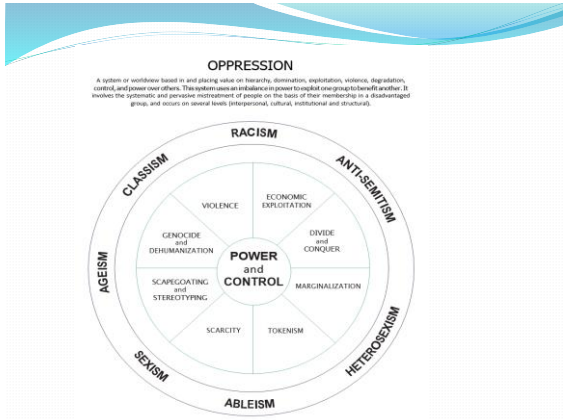 OPPRESSION
A system or worldview based in and placing value on hierarchy, domination, exploitation, violence, degradation,
control, and power over others. This system uses an imbalance in power to exploit one group to benefit another. It
involves the systematic and pervasive mistreatment of people on the basis of their membership in a disadvantaged
group, and occurs on several levels (interpersonal, cultural, institutional and structural).
RACISM
ANTI-SEMITISM
HETEROSEXISM
ABLEISM
SEXISM
AGEISM
CLASSISM
VIOLENCE
ECONOMIC
EXPLOITATION
DIVIDE
and
CONQUER
MARGINALIZATION
TOKENISM
SCARCITY
SCAPEGOATING
and
STEREOTYPING
GENOCIDE
and
DEHUMANIZATION
POWER
and
CONTROL